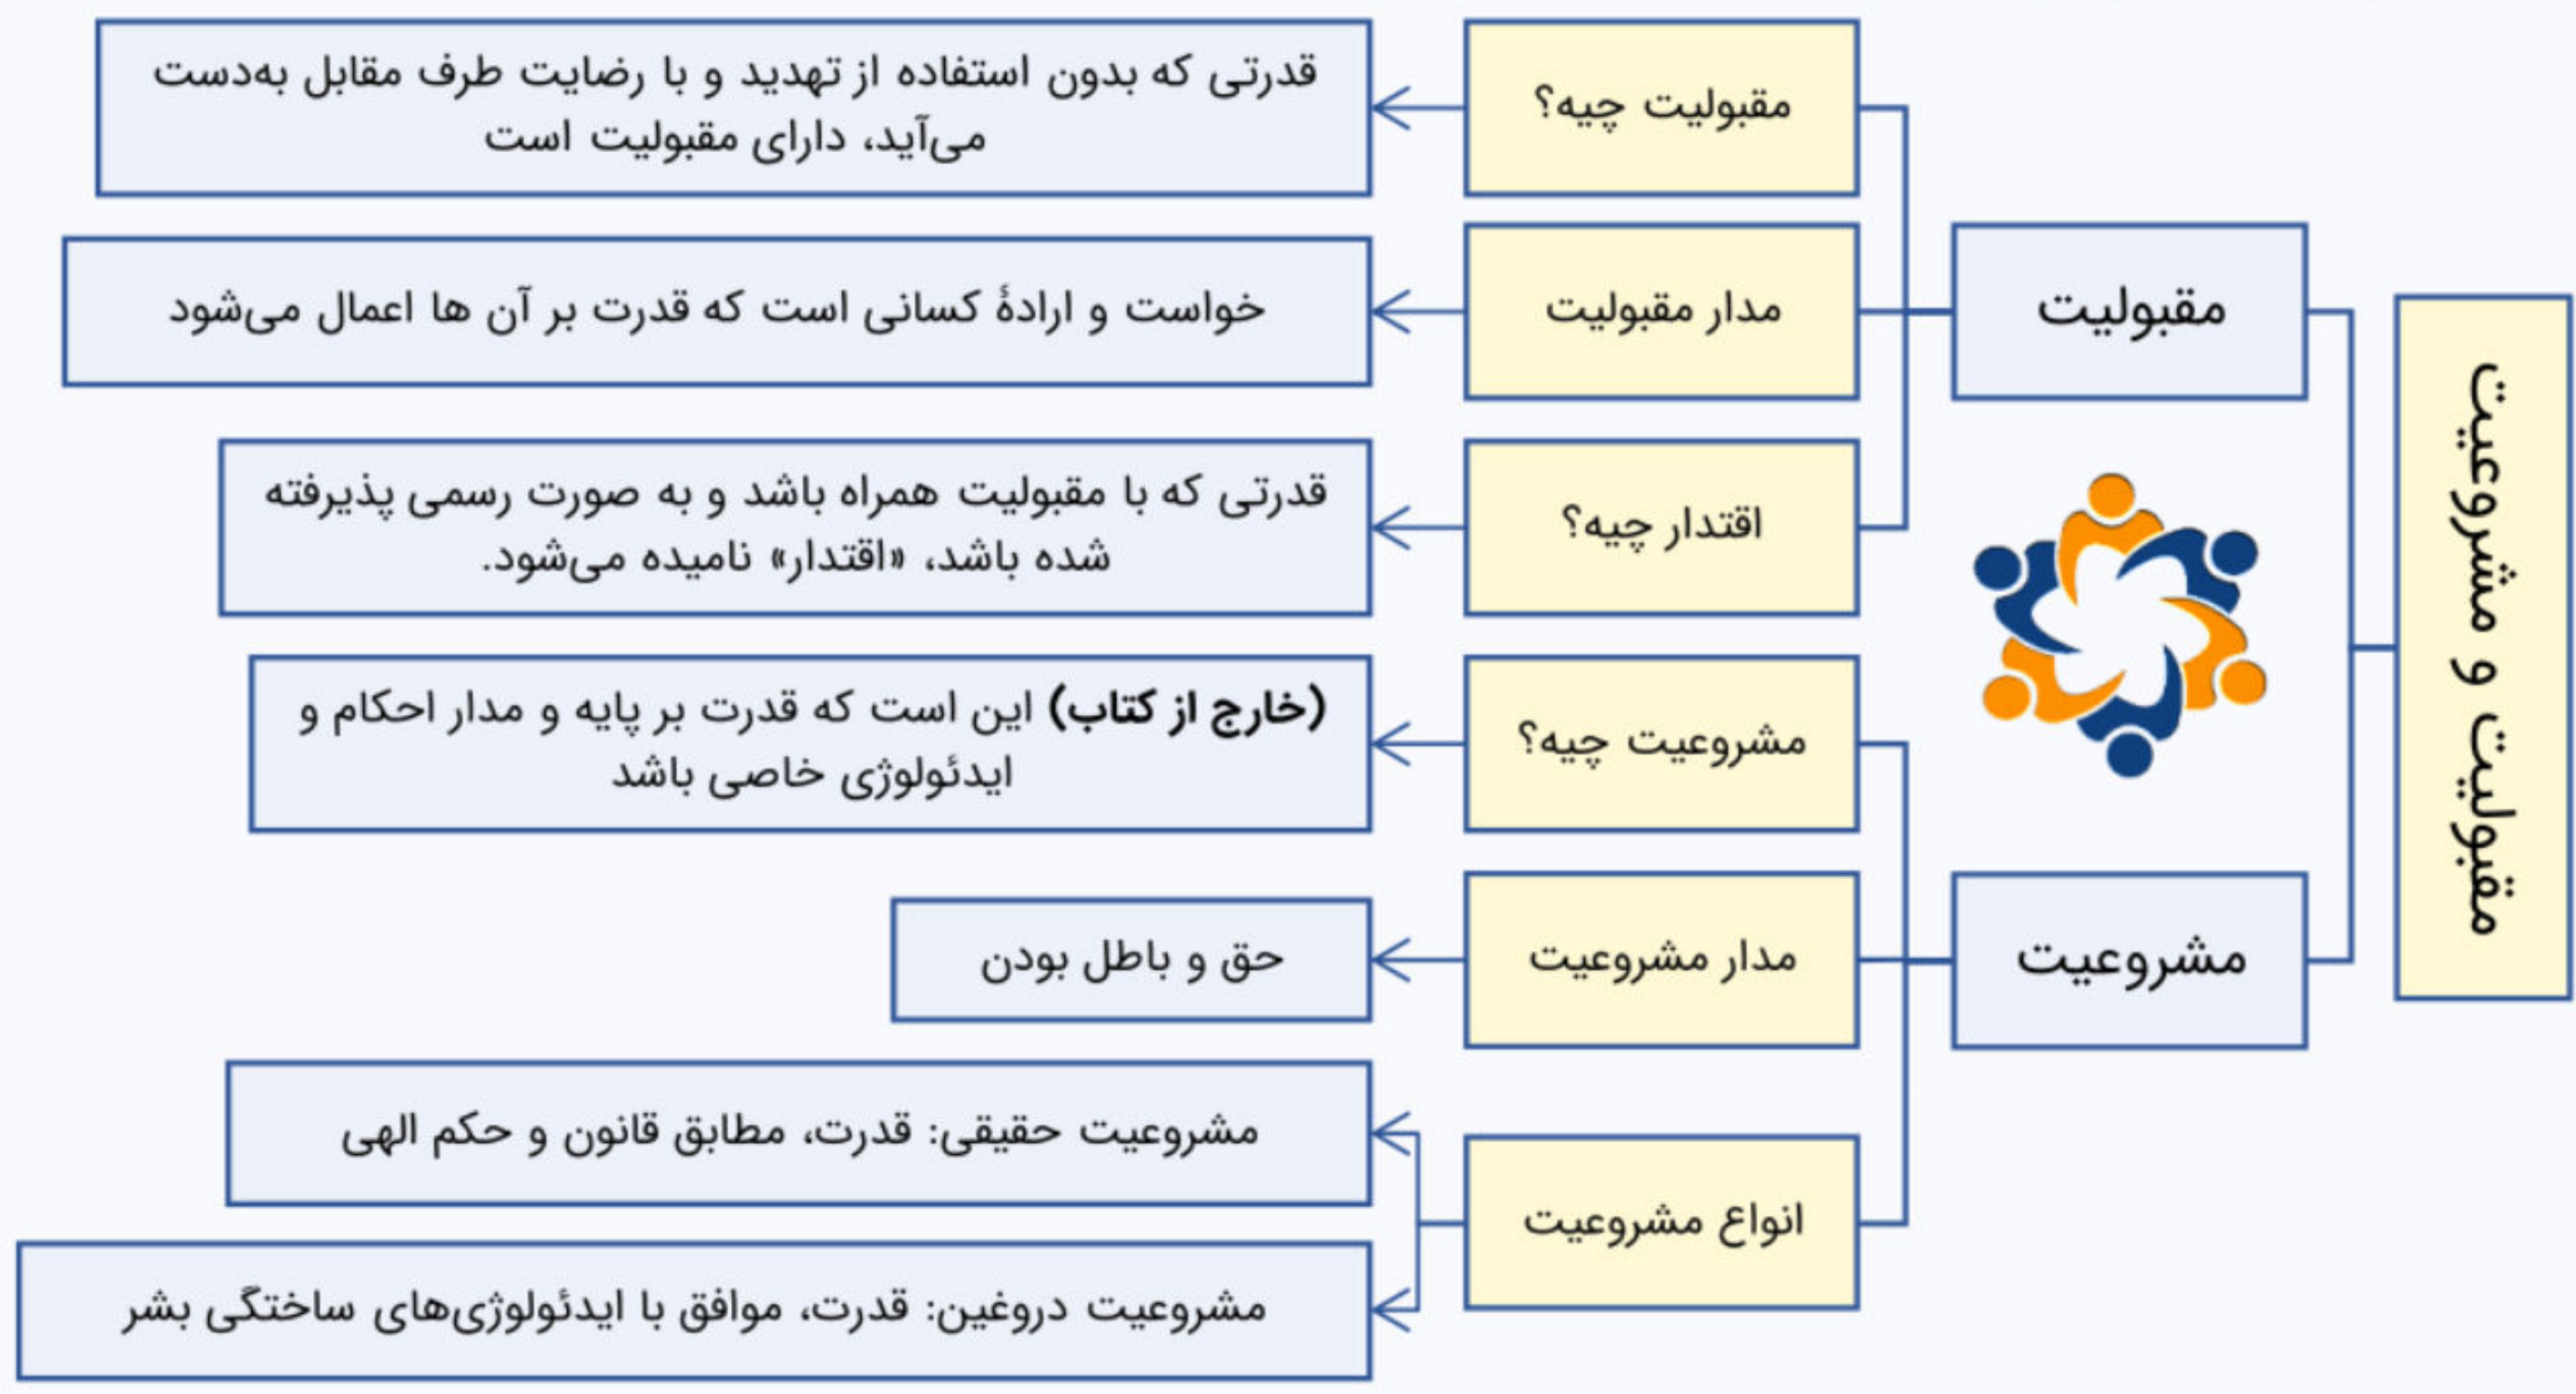 مقبولیت و مشروعیت
مقبولیت
مقبولیت چیه؟
قدرتی که بدون استفاده از تهدید و با رضایت طرف مقابل به‌دست
می‌آید، دارای مقبولیت است
مدار مقبولیت
خواست و ارادهٔ کسانی است که قدرت بر آن ها اعمال می‌شود
اقتدار چیه؟
قدرتی که با مقبولیت همراه باشد و به صورت رسمی پذیرفته
شده باشد، «اقتدار» نامیده می‌شود.
مشروعیت
مشروعیت چیه؟
(خارج از کتاب) این است که قدرت بر پایه و مدار احکام و
ایدئولوژی خاصی باشد
مدار مشروعیت
حق و باطل بودن
انواع مشروعیت
مشروعیت حقیقی: قدرت، مطابق قانون و حکم الهی
مشروعیت دروغین: قدرت، موافق با ایدئولوژی‌های ساختگی بشر